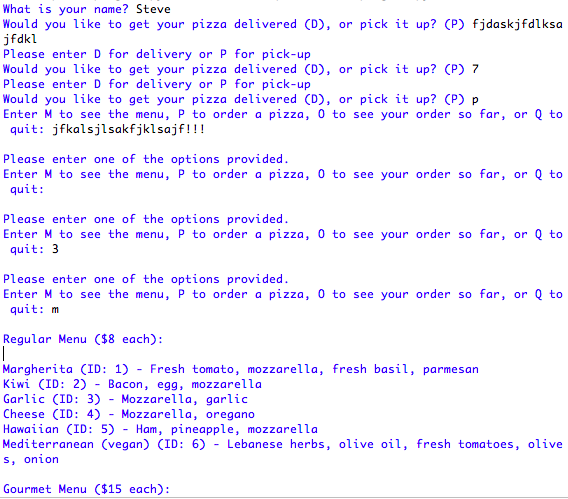 What is your name? Steve
Would you like to get your pizza delivered (D), or pick it up? (P) fjdaskjfdlksa
jfdkl
Please enter D for delivery or P for pick-up
Would you like to get your pizza delivered (D), or pick it up? (P) 7
Please enter D for delivery or P for pick-up
Would you like to get your pizza delivered (D), or pick it up? (P) p
Enter M to see the menu, P to order a pizza, O to see your order so far, or Q to
quit: jfkalsjlsakfjklsajf!!!
Please enter one of the options provided.
Enter M to see the menu, P to order a pizza, O to see your order so far, or Q to
quit:
Please enter one of the options provided.
Enter M to see the menu, P to order a pizza, O to see your order so far, or Q to
quit: 3
Please enter one of the options provided.
Enter M to see the menu, P to order a pizza, O to see your order so far, or Q to
quit: m
Regular Menu ($8 each):
Margherita (ID: 1) - Fresh tomato, mozzarella, fresh basil, parmesan
Kiwi (ID: 2) - Bacon, egg, mozzarella
Garlic (ID: 3) - Mozzarella, garlic
Cheese (ID: 4) - Mozzarella, oregano
Hawaiian (ID: 5) - Ham, pineapple, mozzarella
Mediterranean (vegan) (ID: 6) - Lebanese herbs, olive oil, fresh tomatoes, olive
s, onion
Gourmet Menu ($15 each):